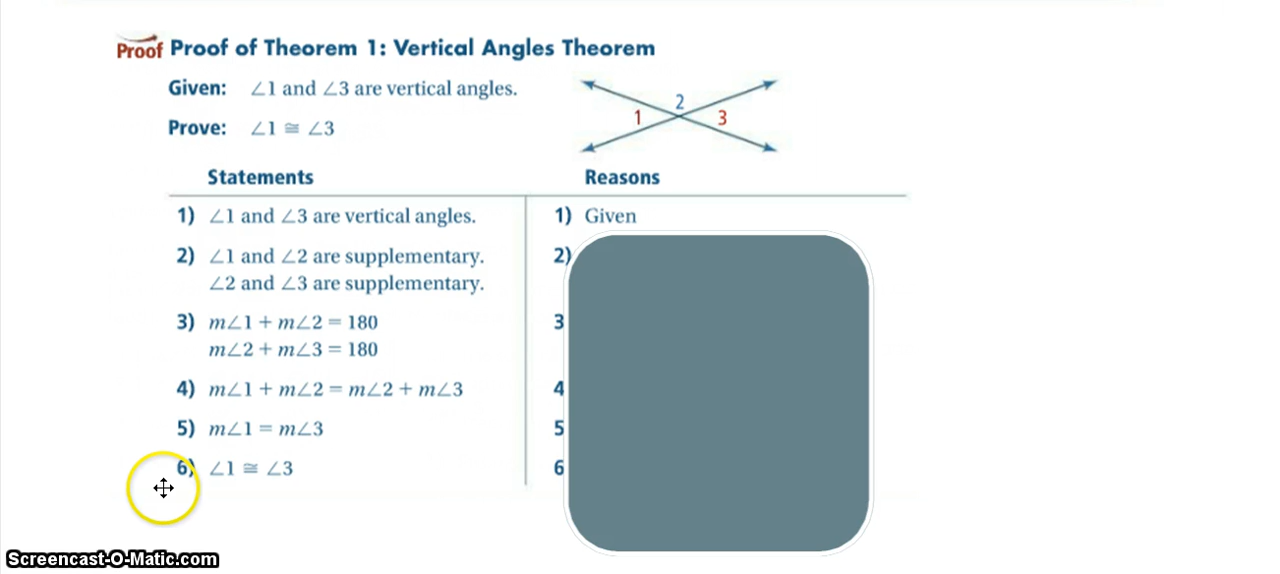 Proof Proof of Theorem 1: Vertical Angles Theorem
Given: ∠1 and ∠3 are vertical angles.
Prove: ∠1 ≅ ∠3
1 2 3
Statements Reasons
1) ∠1 and ∠3 are vertical angles. 1) Given
2) ∠1 and ∠2 are supplementary. 2)
∠2 and ∠3 are supplementary.
3) m∠1 + m∠2 = 180 3
m∠2 + m∠3 = 180
4) m∠1 + m∠2 = m∠2 + m∠3 4
5) m∠1 = m∠3 5
6) ∠1 ≅ ∠3 6
Screencast-O-Matic.com